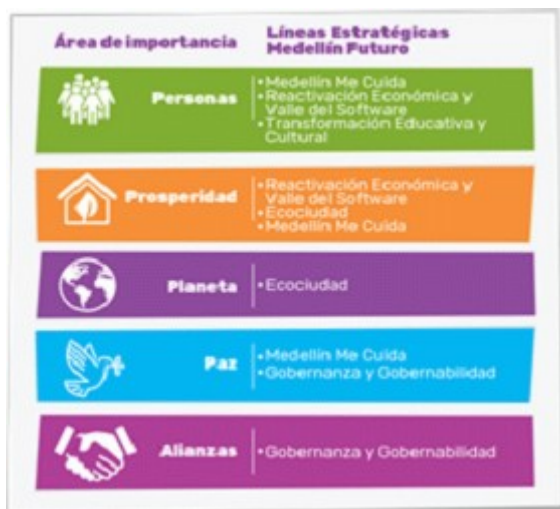 Área de importancia
Líneas Estratégicas
Medellín Futuro
Personas
• Medellín Me Cuida
• Reactivación Económica y
Valle del Software
• Transformación Educativa y
Cultural
Prosperidad
• Reactivación Económica y
Valle del Software
• Ecociudad
• Medellín Me Cuida
Planeta
• Ecociudad
Paz
• Medellín Me Cuida
• Gobernanza y Gobernabilidad
Alianzas
• Gobernanza y Gobernabilidad